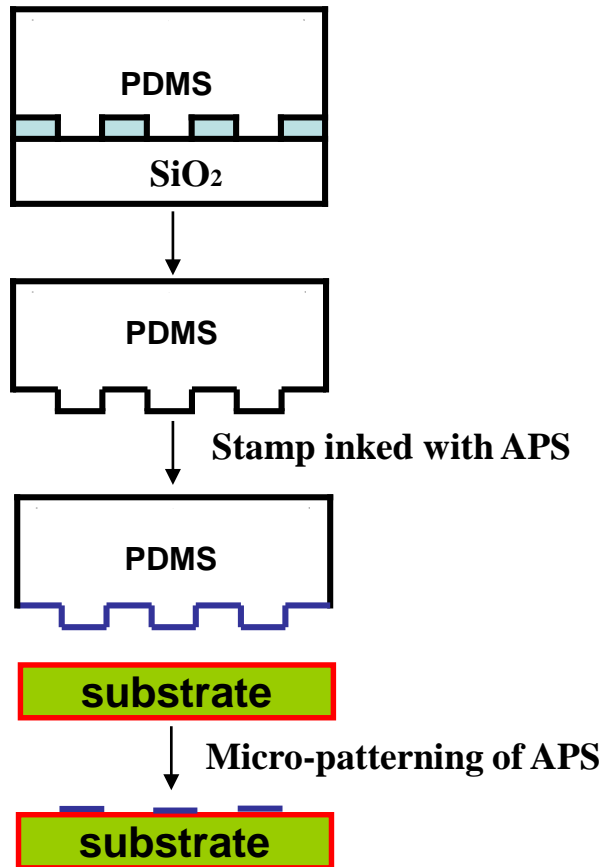 PDMS
SiO₂
PDMS
Stamp inked with APS
PDMS
substrate
Micro-patterning of APS
substrate